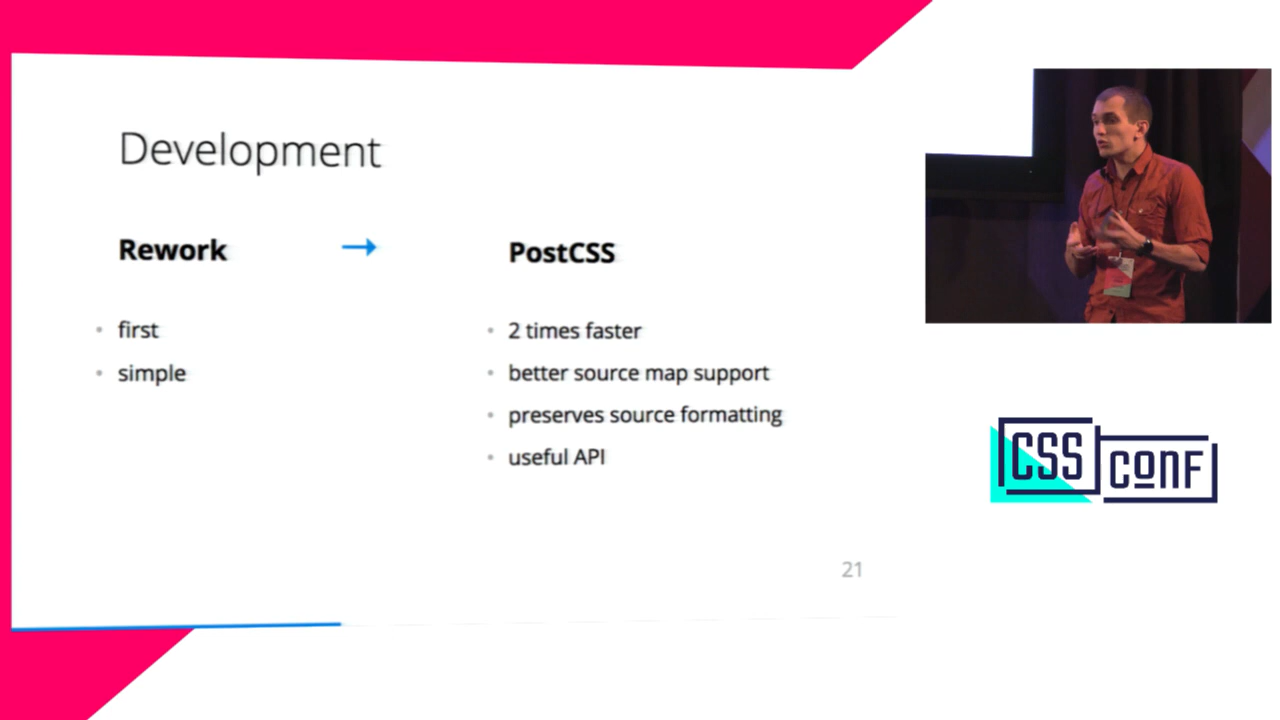 Development
Rework → PostCSS
• first
• simple
• 2 times faster
• better source map support
• preserves source formatting
• useful API
21
CSS conf